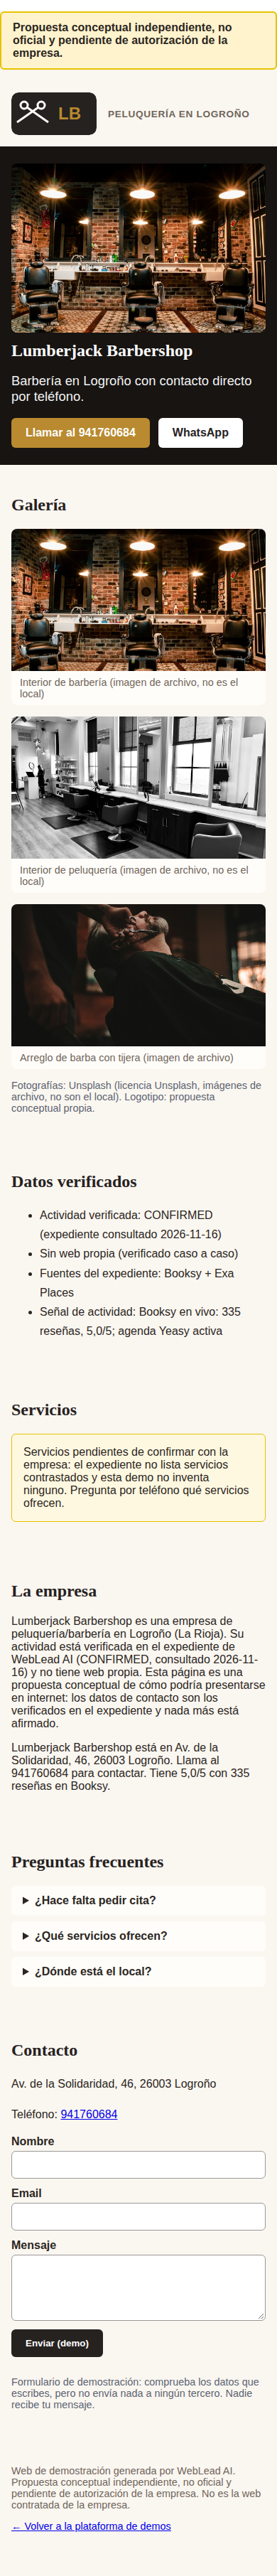 Propuesta conceptual independiente, no
oficial y pendiente de autorización de la
empresa.
LB
PELUQUERÍA EN LOGROÑO
Lumberjack Barbershop
Barbería en Logroño con contacto directo
por teléfono.
Llamar al 941760684
WhatsApp
Galería
Interior de barbería (imagen de archivo, no es el
local)
Interior de peluquería (imagen de archivo, no es el
local)
Arreglo de barba con tijera (imagen de archivo)
Fotografías: Unsplash (licencia Unsplash, imágenes de
archivo, no son el local). Logotipo: propuesta
conceptual propia.
Datos verificados
• Actividad verificada: CONFIRMED
(expediente consultado 2026-11-16)
• Sin web propia (verificado caso a caso)
• Fuentes del expediente: Booksy + Exa
Places
• Señal de actividad: Booksy en vivo: 335
reseñas, 5,0/5; agenda Yeasy activa
Servicios
Servicios pendientes de confirmar con la
empresa: el expediente no lista servicios
contrastados y esta demo no inventa
ninguno. Pregunta por teléfono qué servicios
ofrecen.
La empresa
Lumberjack Barbershop es una empresa de
peluquería/barbería en Logroño (La Rioja). Su
actividad está verificada en el expediente de
WebLead AI (CONFIRMED, consultado 2026-11-
16) y no tiene web propia. Esta página es una
propuesta conceptual de cómo podría presentarse
en internet: los datos de contacto son los
verificados en el expediente y nada más está
afirmado.
Lumberjack Barbershop está en Av. de la
Solidaridad, 46, 26003 Logroño. Llama al
941760684 para contactar. Tiene 5,0/5 con 335
reseñas en Booksy.
Preguntas frecuentes
▶ ¿Hace falta pedir cita?
▶ ¿Qué servicios ofrecen?
▶ ¿Dónde está el local?
Contacto
Av. de la Solidaridad, 46, 26003 Logroño
Teléfono: 941760684
Nombre
Email
Mensaje
Enviar (demo)
Formulario de demostración: comprueba los datos que
escribes, pero no envía nada a ningún tercero. Nadie
recibe tu mensaje.
Web de demostración generada por WebLead AI.
Propuesta conceptual independiente, no oficial y
pendiente de autorización de la empresa. No es la web
contratada de la empresa.
← Volver a la plataforma de demos